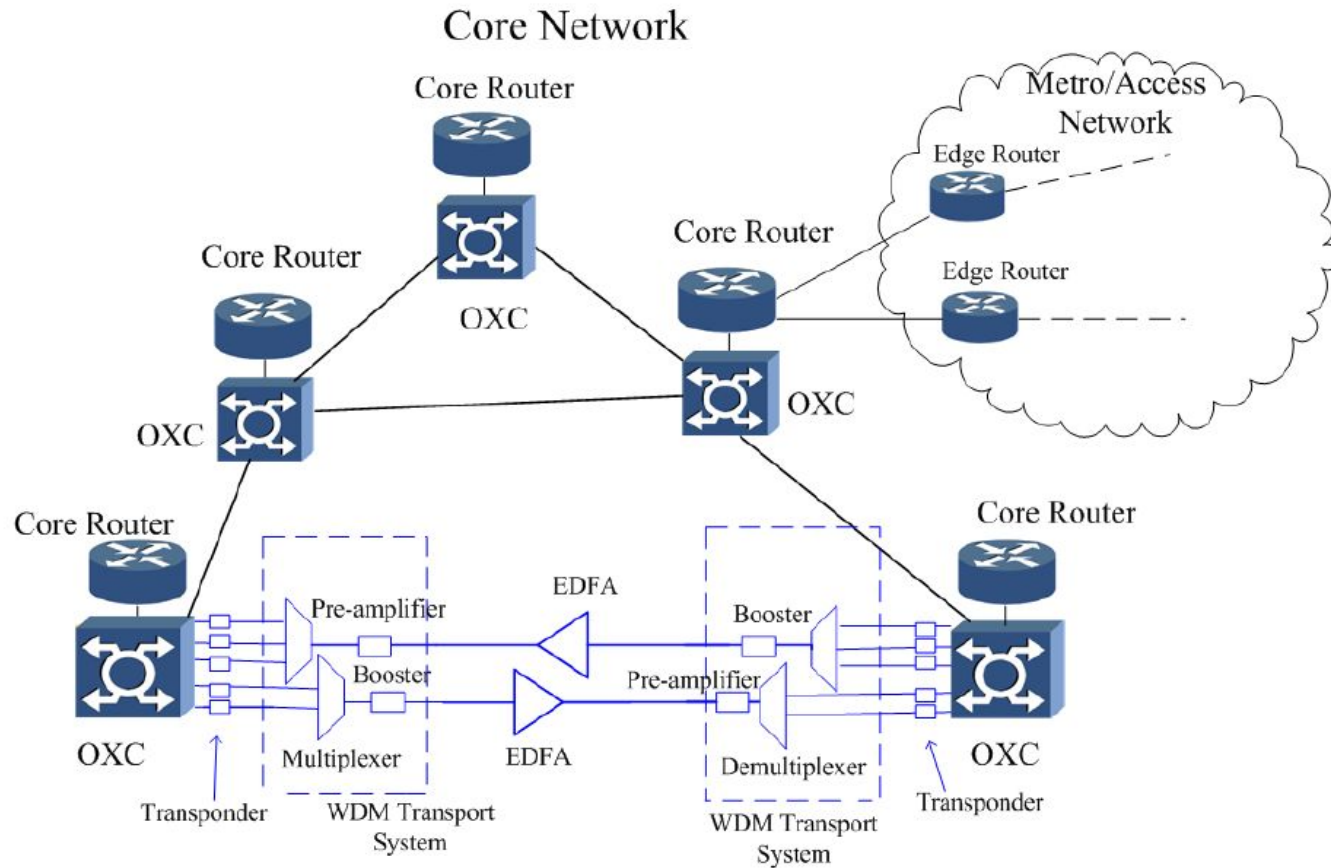 Core Network
Core Router
Metro/Access
Network
Edge Router
Core Router
Core Router
Edge Router
OXC
OXC
OXC
Core Router
Core Router
EDFA
Pre-amplifier
Booster
Booster
Pre-amplifier
OXC
Multiplexer
EDFA
Demultiplexer
OXC
Transponder
WDM Transport
System
WDM Transport
System
Transponder